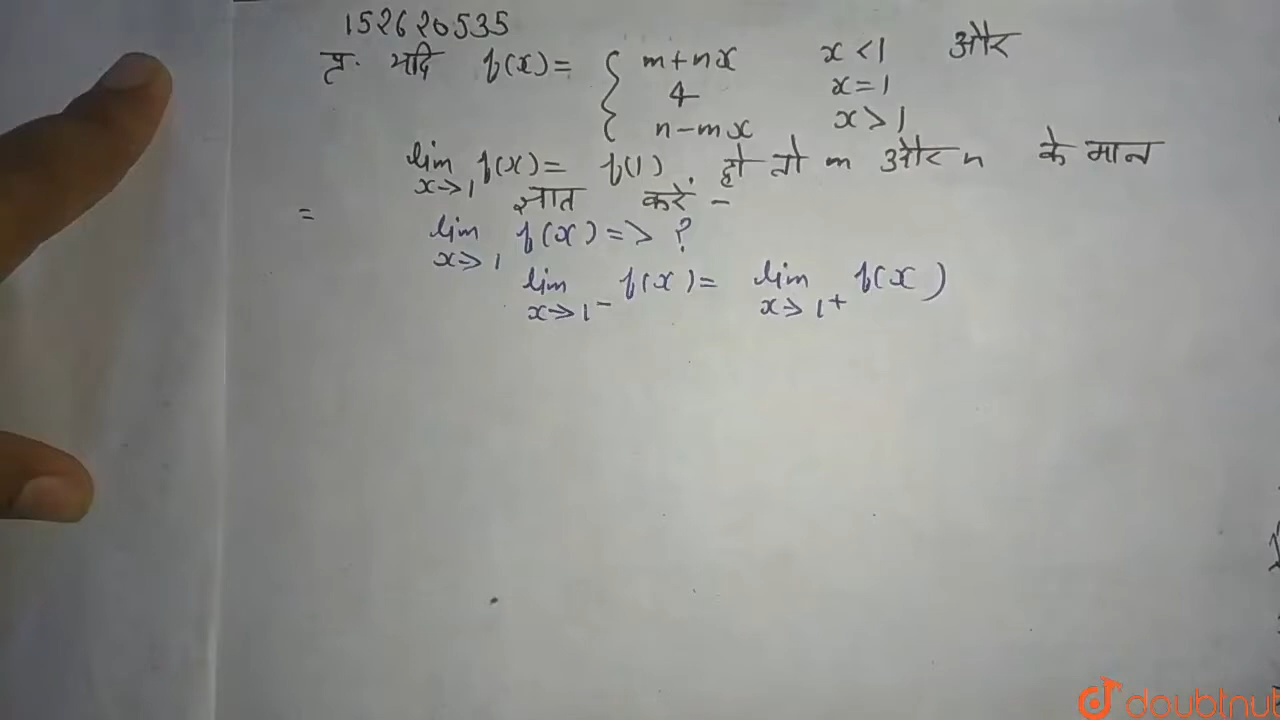 152620535
प्र. यदि f(x) = { m+nx x < 1 और
4 x = 1
n-mx x > 1
lim x→1 f(x) = f(1). हो तो m और n के मान
ज्ञात करें -
= lim x→1 f(x) => ?
lim x→1⁻ f(x) = lim x→1+ f(x)
doubtnut